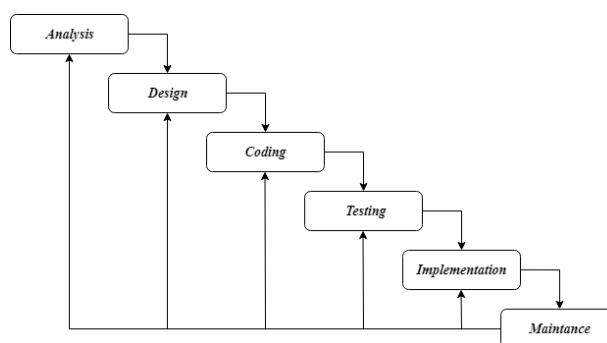 Analysis
Design
Coding
Testing
Implementation
Maintance